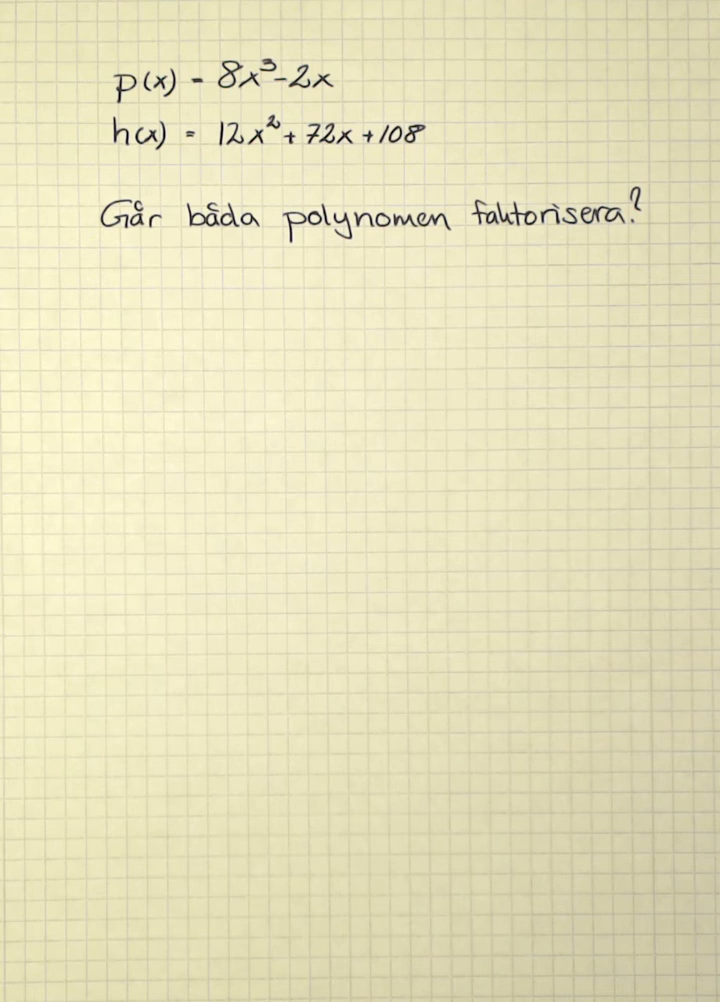 p(x) = 8x³-2x
h(x) = 12x² + 72x + 108
Går båda polynomen faktorisera?